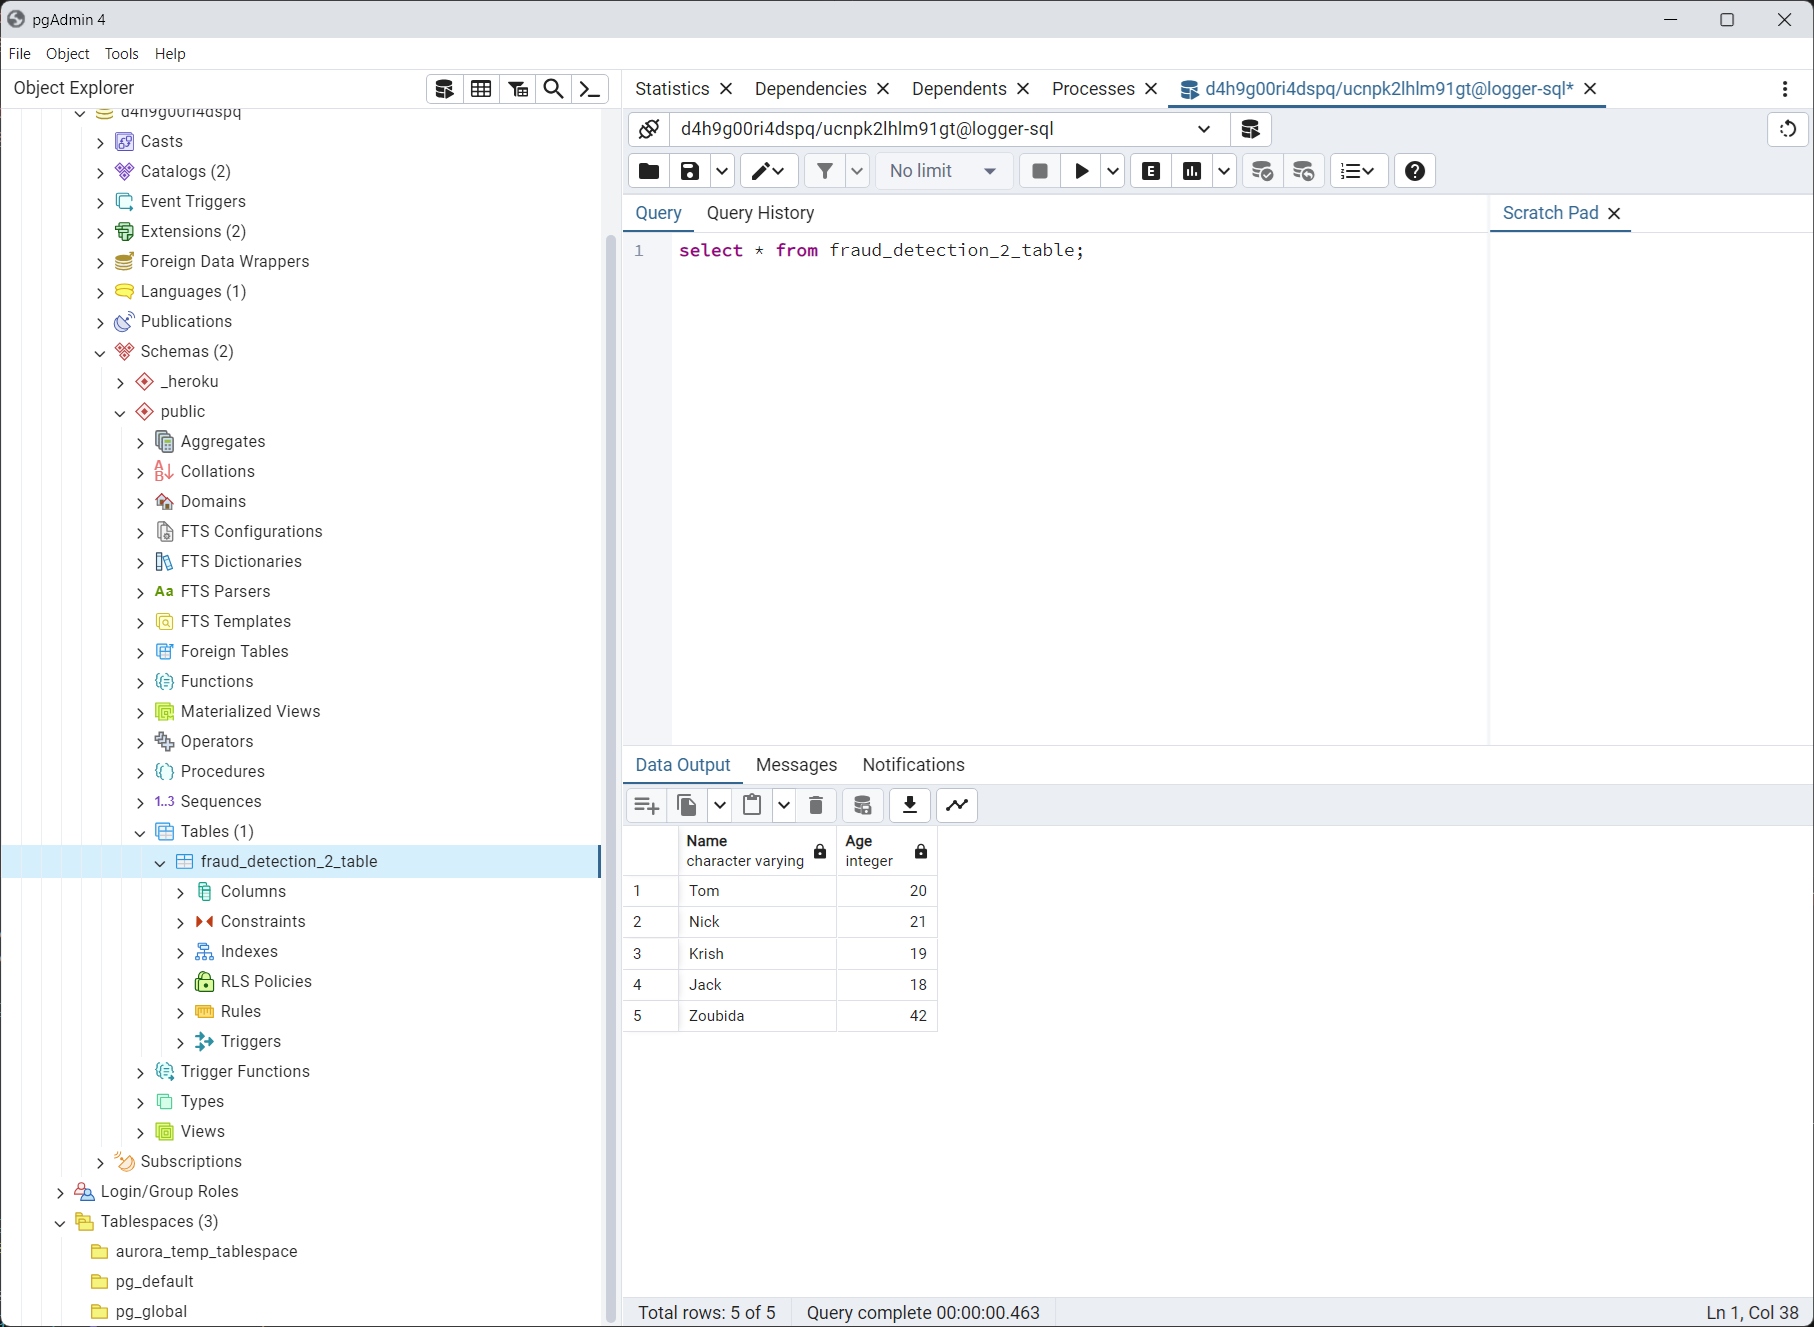 pgAdmin 4
File Object Tools Help
Object Explorer
d4h9g00ri4dspq
Casts
Catalogs (2)
Event Triggers
Extensions (2)
Foreign Data Wrappers
Languages (1)
Publications
Schemas (2)
_heroku
public
Aggregates
Collations
Domains
FTS Configurations
FTS Dictionaries
Aa FTS Parsers
FTS Templates
Foreign Tables
Functions
Materialized Views
Operators
Procedures
1..3 Sequences
Tables (1)
fraud_detection_2_table
Columns
Constraints
Indexes
RLS Policies
Rules
Triggers
Trigger Functions
Types
Views
Subscriptions
Login/Group Roles
Tablespaces (3)
aurora_temp_tablespace
pg_default
pg_global
Statistics Dependencies Dependents Processes d4h9g00ri4dspq/ucnpk2lhlm91gt@logger-sql*
d4h9g00ri4dspq/ucnpk2lhlm91gt@logger-sql
No limit
Query Query History
Scratch Pad
1 select * from fraud_detection_2_table;
Data Output Messages Notifications
Name Age
character varying integer
1 Tom 20
2 Nick 21
3 Krish 19
4 Jack 18
5 Zoubida 42
Total rows: 5 of 5 Query complete 00:00:00.463 Ln 1, Col 38